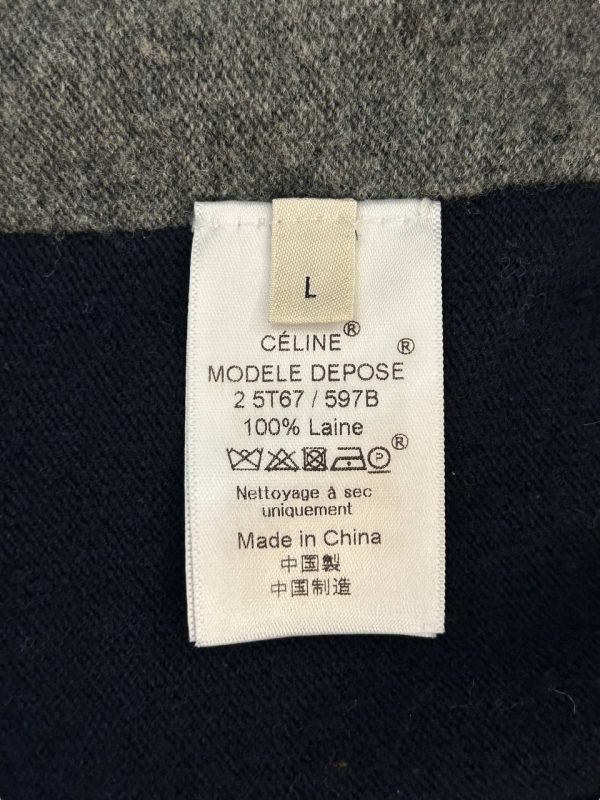 L
CÉLINE®
MODELE DEPOSE ®
2 5T67 / 597B
100% Laine
P ®
Nettoyage à sec
uniquement
Made in China
中国製
中国制造